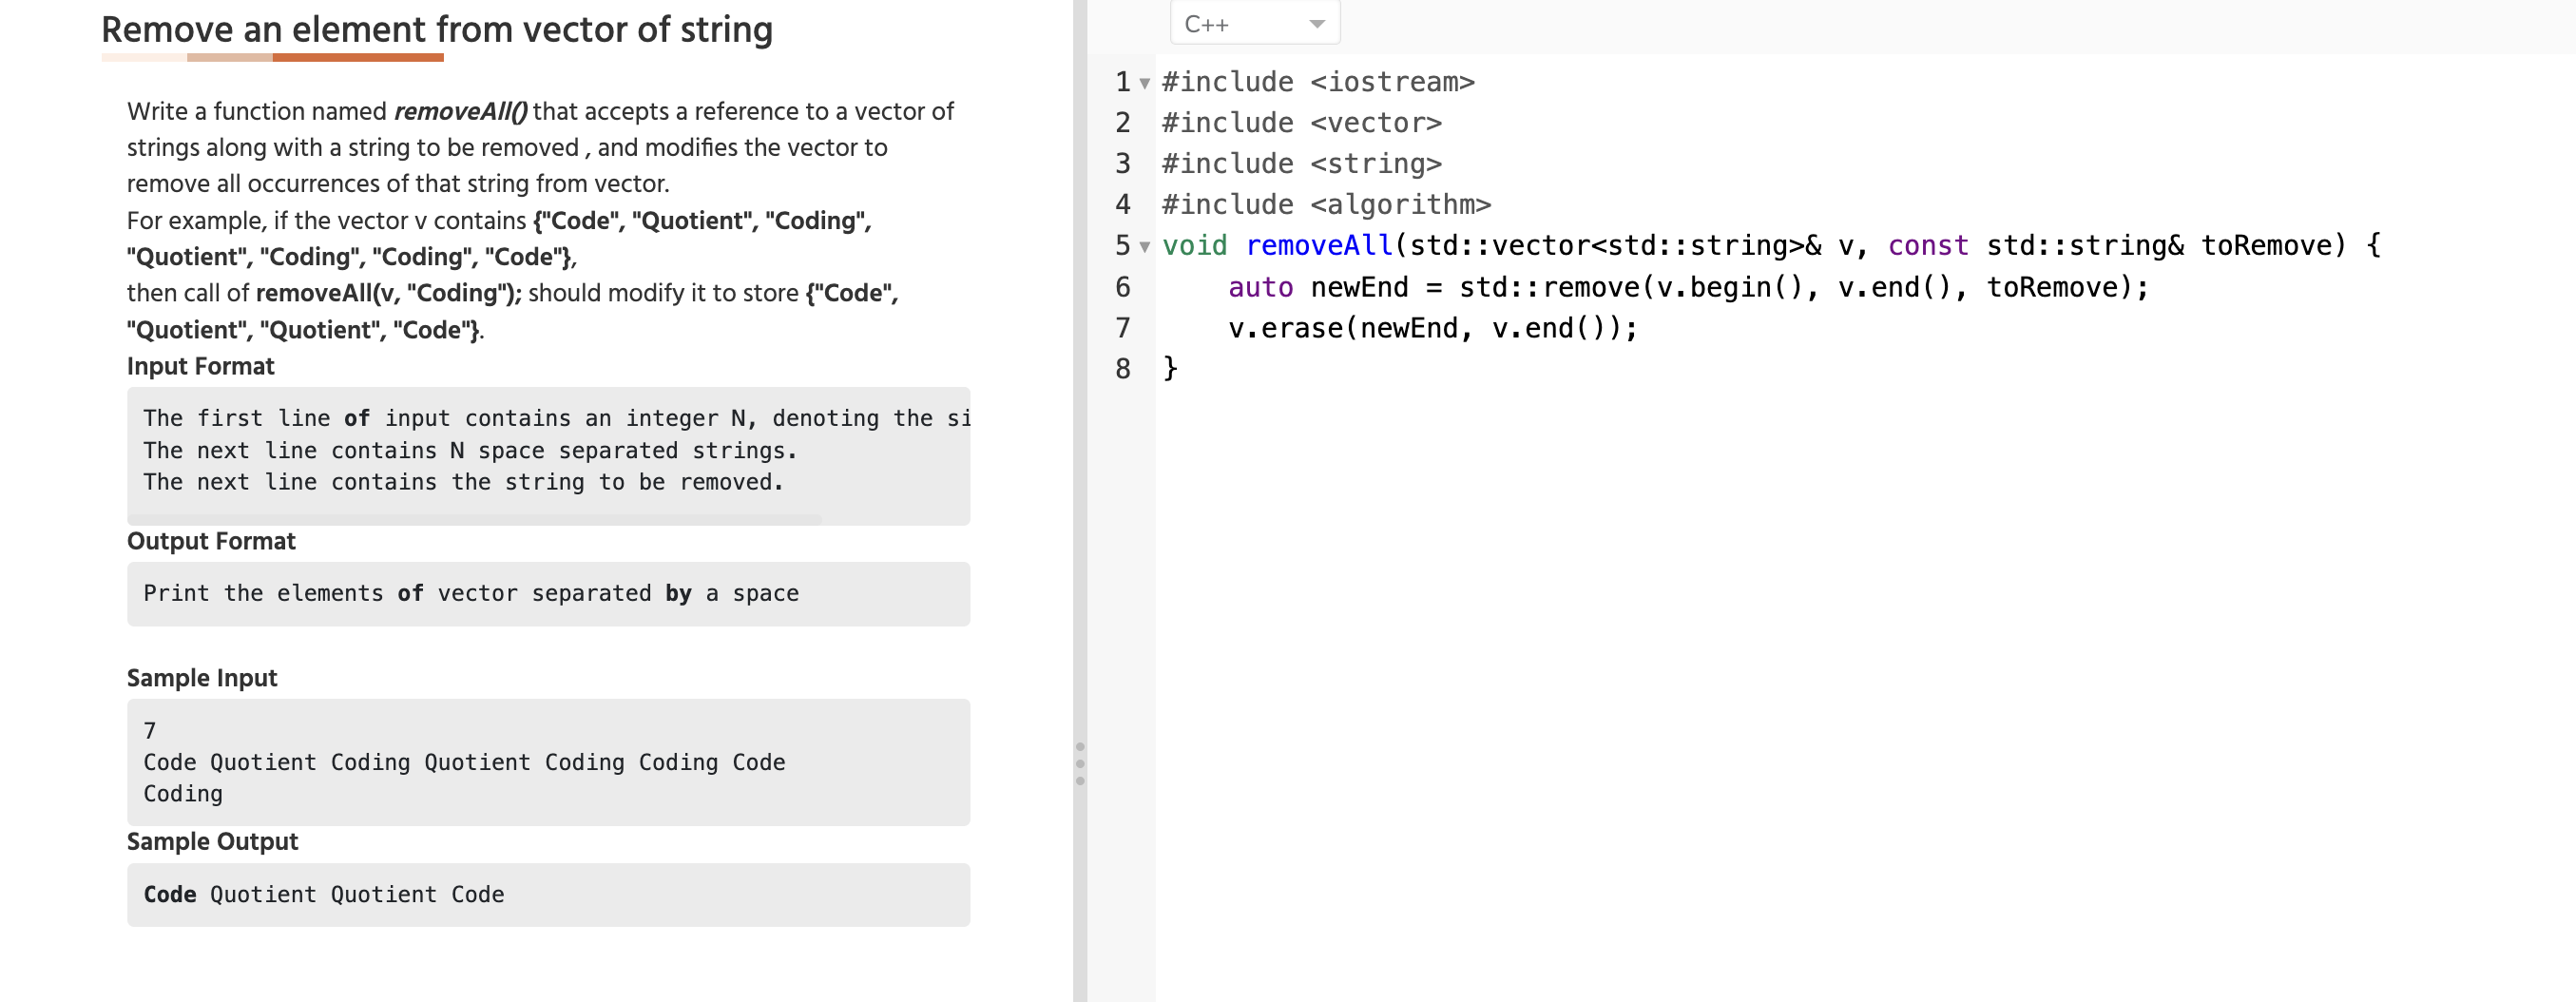 Remove an element from vector of string
Write a function named removeAll() that accepts a reference to a vector of
strings along with a string to be removed , and modifies the vector to
remove all occurrences of that string from vector.
For example, if the vector v contains {"Code", "Quotient", "Coding",
"Quotient", "Coding", "Coding", "Code"},
then call of removeAll(v, "Coding"); should modify it to store {"Code",
"Quotient", "Quotient", "Code"}.
Input Format
The first line of input contains an integer N, denoting the si
The next line contains N space separated strings.
The next line contains the string to be removed.
Output Format
Print the elements of vector separated by a space
Sample Input
7
Code Quotient Coding Quotient Coding Coding Code
Coding
Sample Output
Code Quotient Quotient Code
C++
1 #include <iostream>
2 #include <vector>
3 #include <string>
4 #include <algorithm>
5 void removeAll(std::vector<std::string>& v, const std::string& toRemove) {
6     auto newEnd = std::remove(v.begin(), v.end(), toRemove);
7     v.erase(newEnd, v.end());
8 }